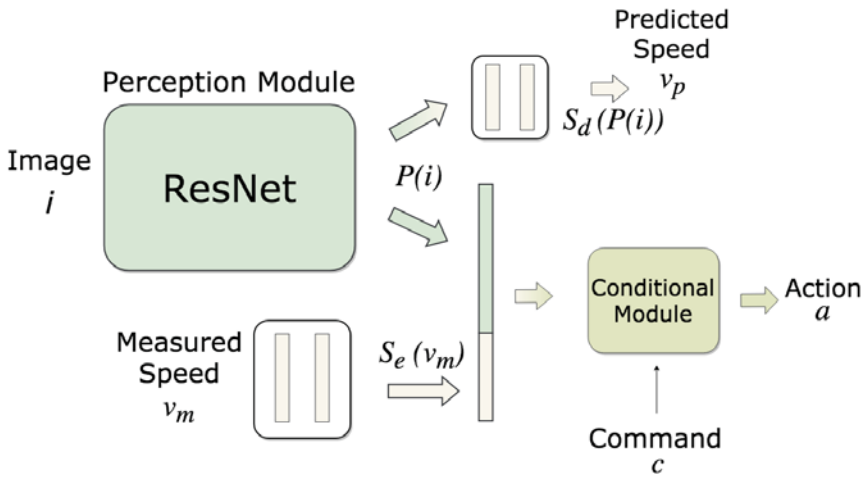 Perception Module
Image
i
ResNet
P(i)
Predicted
Speed
v_p
S_d (P(i))
Measured
Speed
v_m
S_e (v_m)
Conditional
Module
Action
a
Command
c